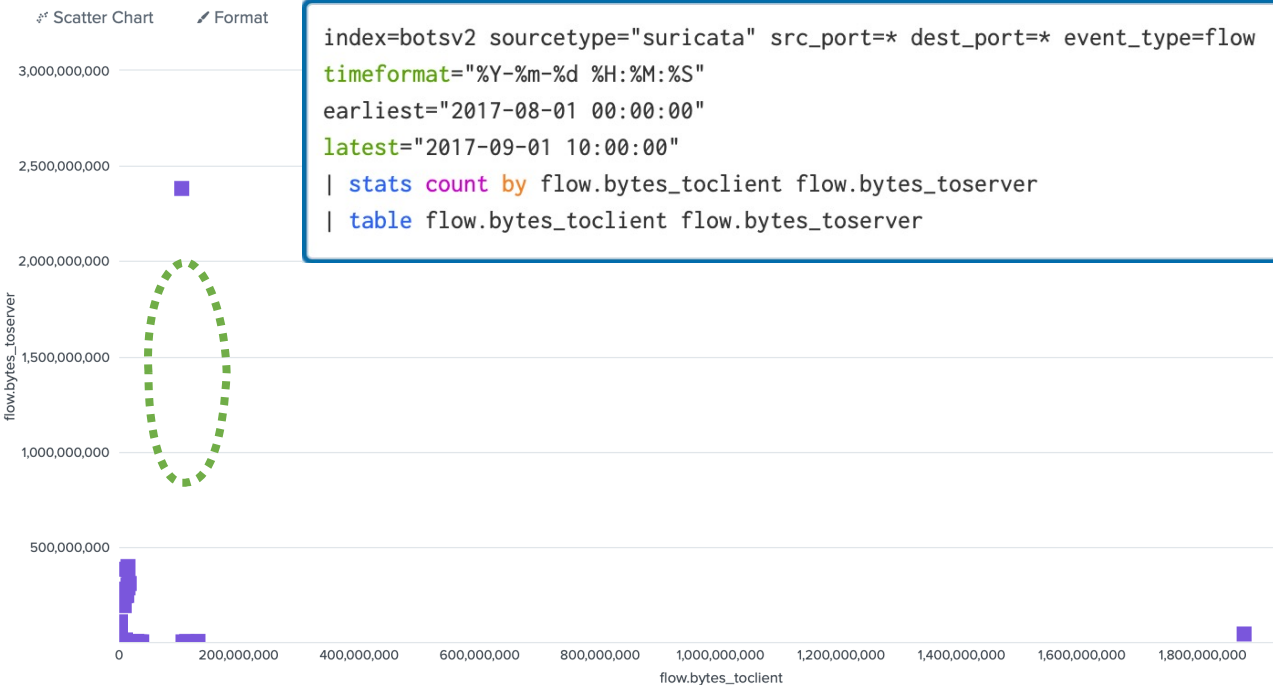 Scatter Chart
Format
index=botsv2 sourcetype="suricata" src_port=* dest_port=* event_type=flow
timeformat="%Y-%m-%d %H:%M:%S"
earliest="2017-08-01 00:00:00"
latest="2017-09-01 10:00:00"
| stats count by flow.bytes_toclient flow.bytes_toserver
| table flow.bytes_toclient flow.bytes_toserver
3,000,000,000
2,500,000,000
2,000,000,000
1,500,000,000
1,000,000,000
500,000,000
flow.bytes_toserver
0
200,000,000
400,000,000
600,000,000
800,000,000
1,000,000,000
1,200,000,000
1,400,000,000
1,600,000,000
1,800,000,000
flow.bytes_toclient